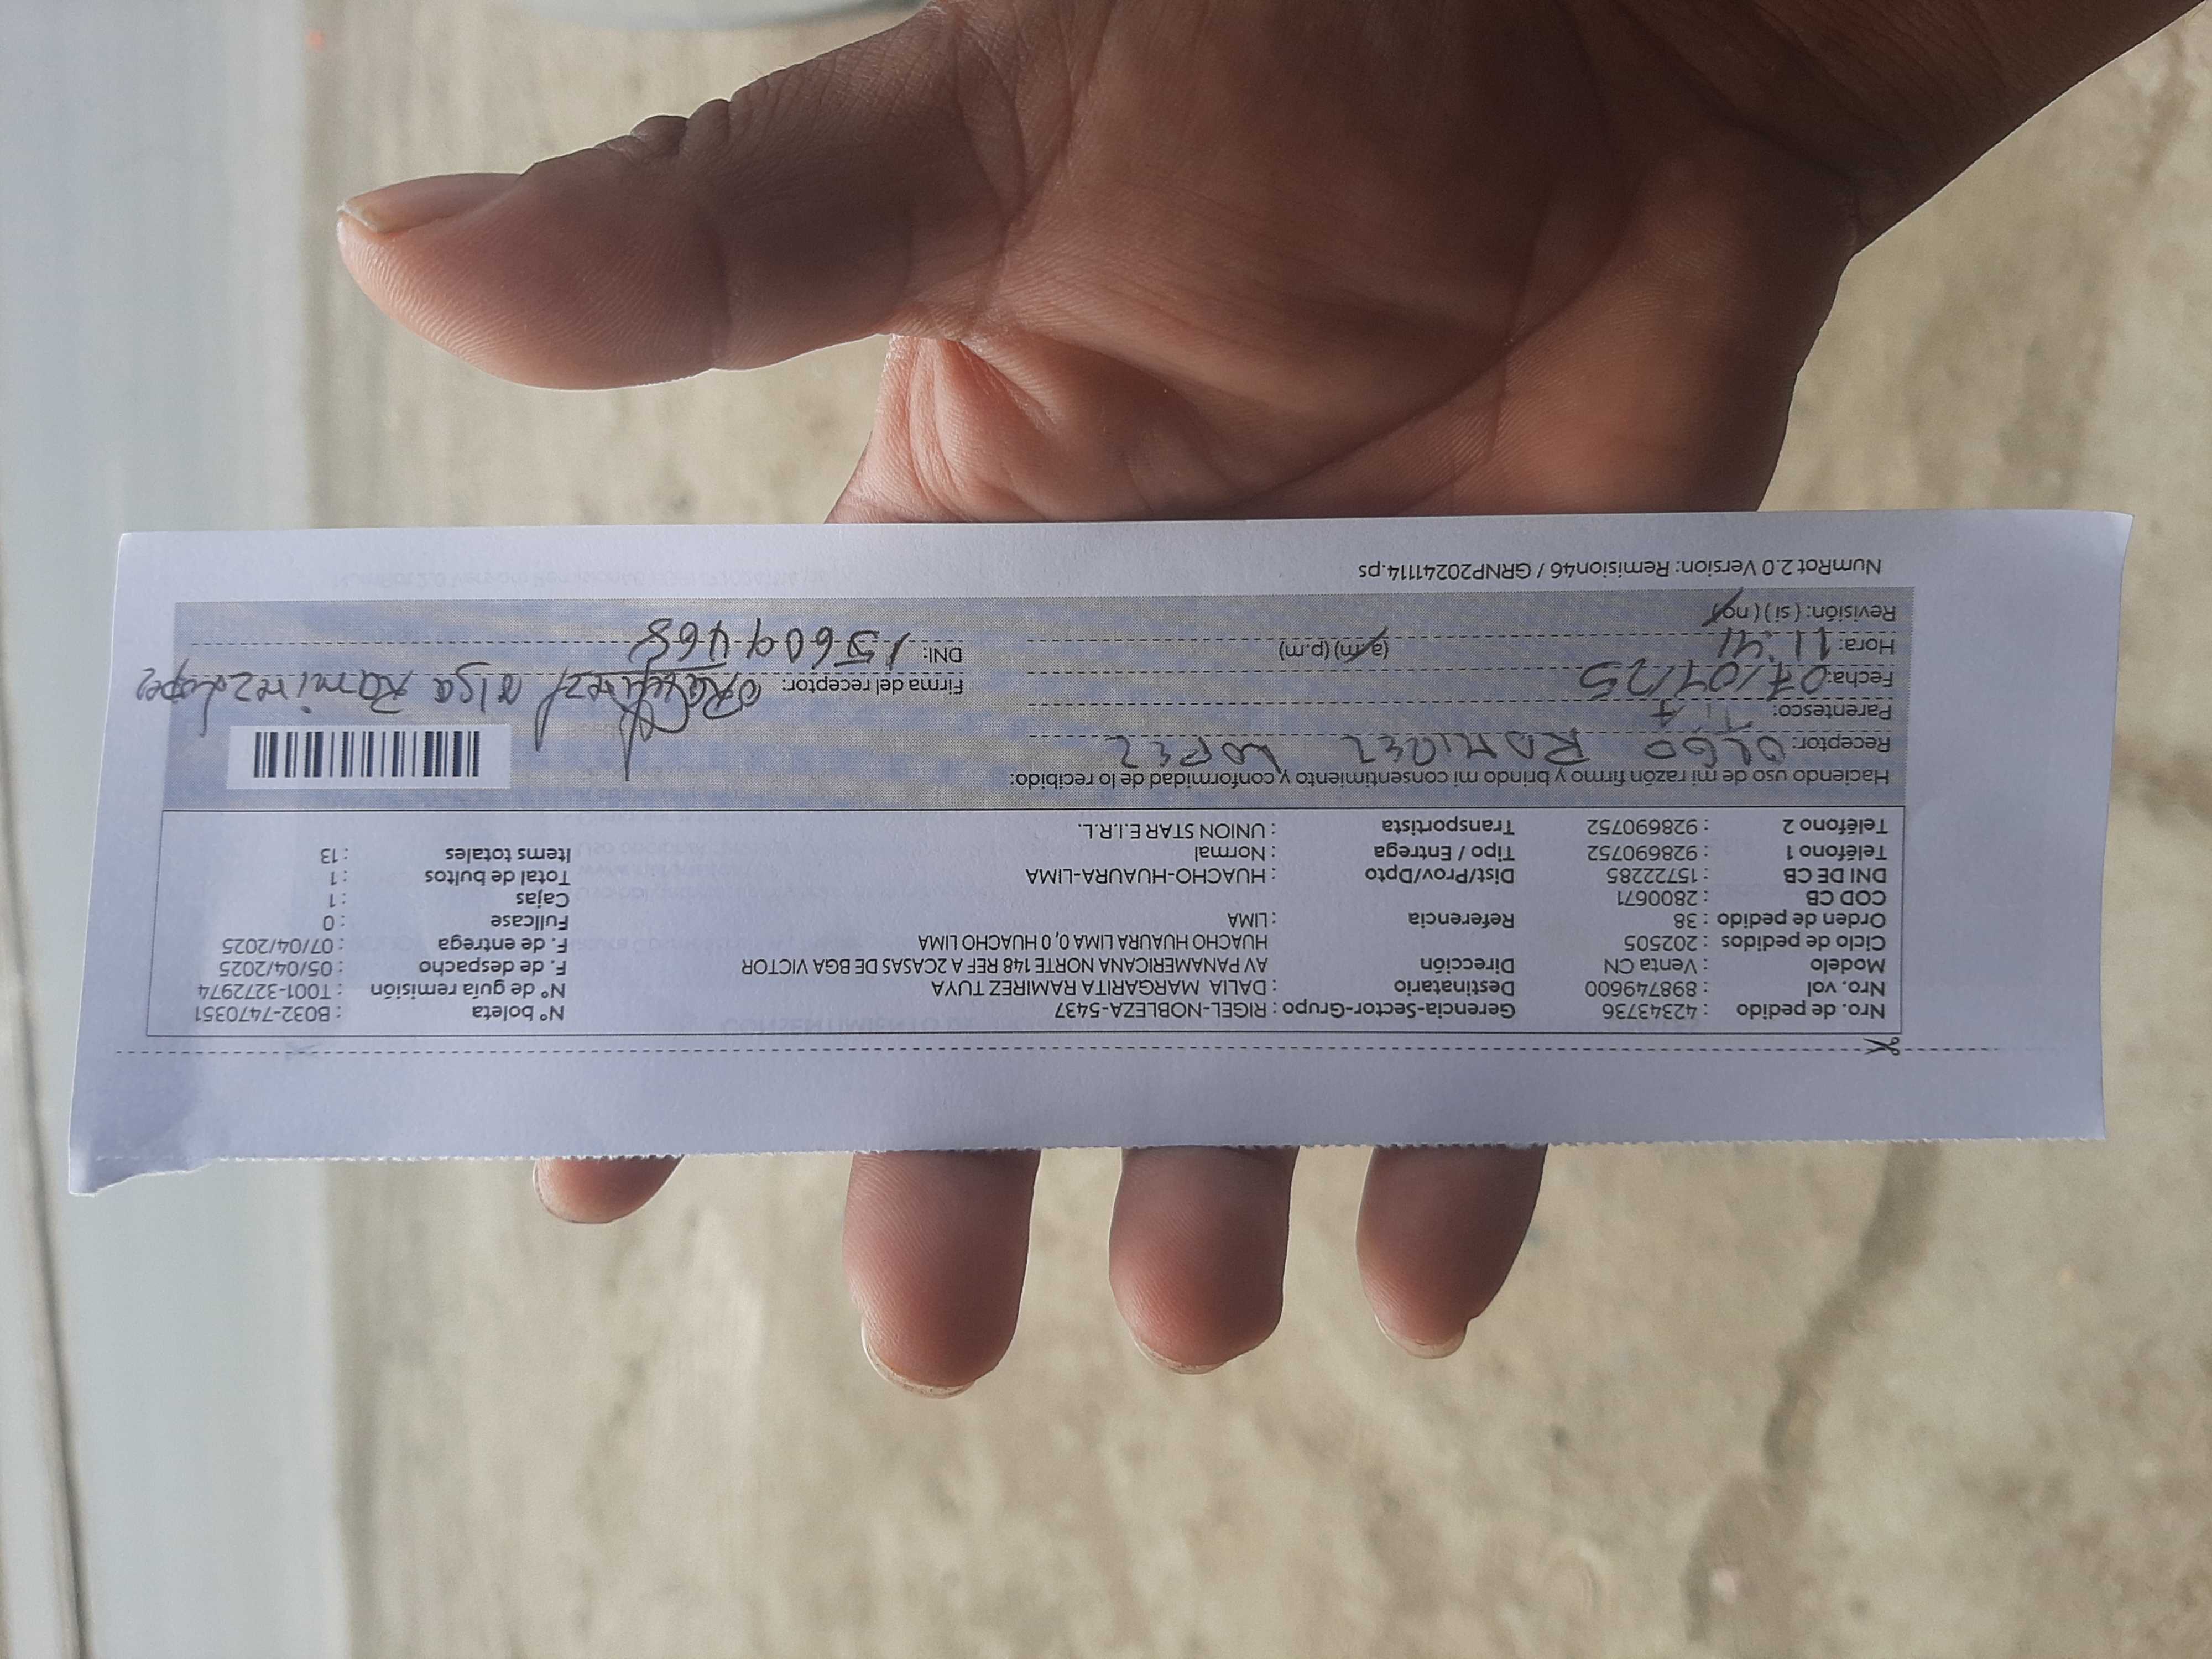 Nro. de pedido : 42343736 Gerencia-Sector-Grupo : RIGEL-NOBLEZA-5437 N° boleta : B032-7470351
Nro. vol : 898749600 Destinatario : DALIA MARGARITA RAMIREZ TUYA N° de guía remisión : T001-3272974
Modelo : Venta CN Dirección AV PANAMERICANA NORTE 148 REF A 2CASAS DE BGA VICTOR F. de despacho : 05/04/2025
Ciclo de pedidos : 202505 HUACHO HUAURA LIMA 0, 0 HUACHO LIMA F. de entrega : 07/04/2025
Orden de pedido : 38 Referencia : LIMA Fullcase : 0
COD CB : 2800671 Cajas : 1
DNI DE CB : 15722285 Dist/Prov/Dpto : HUACHO-HUAURA-LIMA Total de bultos : 1
Teléfono 1 : 928690752 Tipo / Entrega : Normal Items totales : 13
Teléfono 2 : 928690752 Transportista : UNION STAR E.I.R.L.
Haciendo uso de mi razón firmo y brindo mi consentimiento y conformidad de lo recibido:
Receptor: OLGO RAMIREZ LOPEZ
Parentesco: TIA
Fecha: 07/04/25 Firma del receptor: olga Ramirez Lopez
Hora: 11:41 (a.m) (p.m) DNI: 15609468
Revisión: ( si ) ( no )
NumRot 2.0 Version: Remision46 / GRNP20241114.ps